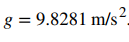 g = 9.8281 m/s².